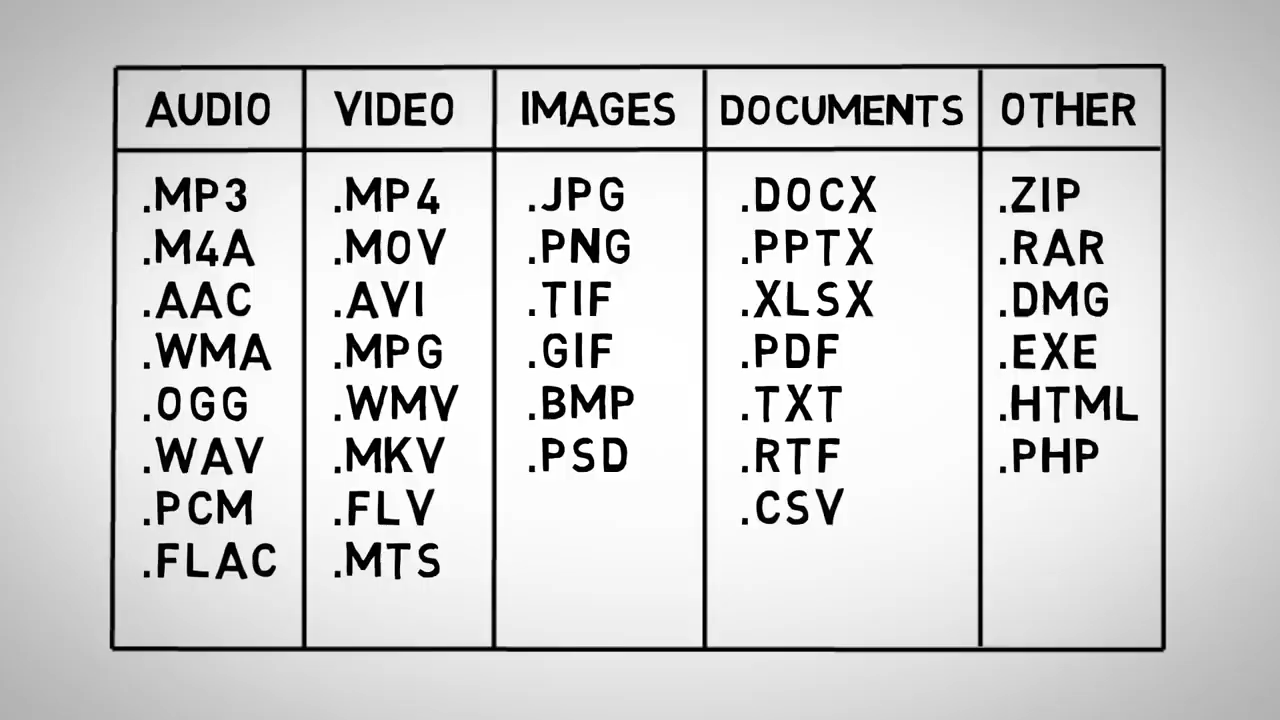 AUDIO VIDEO IMAGES DOCUMENTS OTHER
.MP3 .MP4 .JPG .DOCX .ZIP
.M4A .MOV .PNG .PPTX .RAR
.AAC .AVI .TIF .XLSX .DMG
.WMA .MPG .GIF .PDF .EXE
.OGG .WMV .BMP .TXT .HTML
.WAV .MKV .PSD .RTF .PHP
.PCM .FLV .CSV
.FLAC .MTS